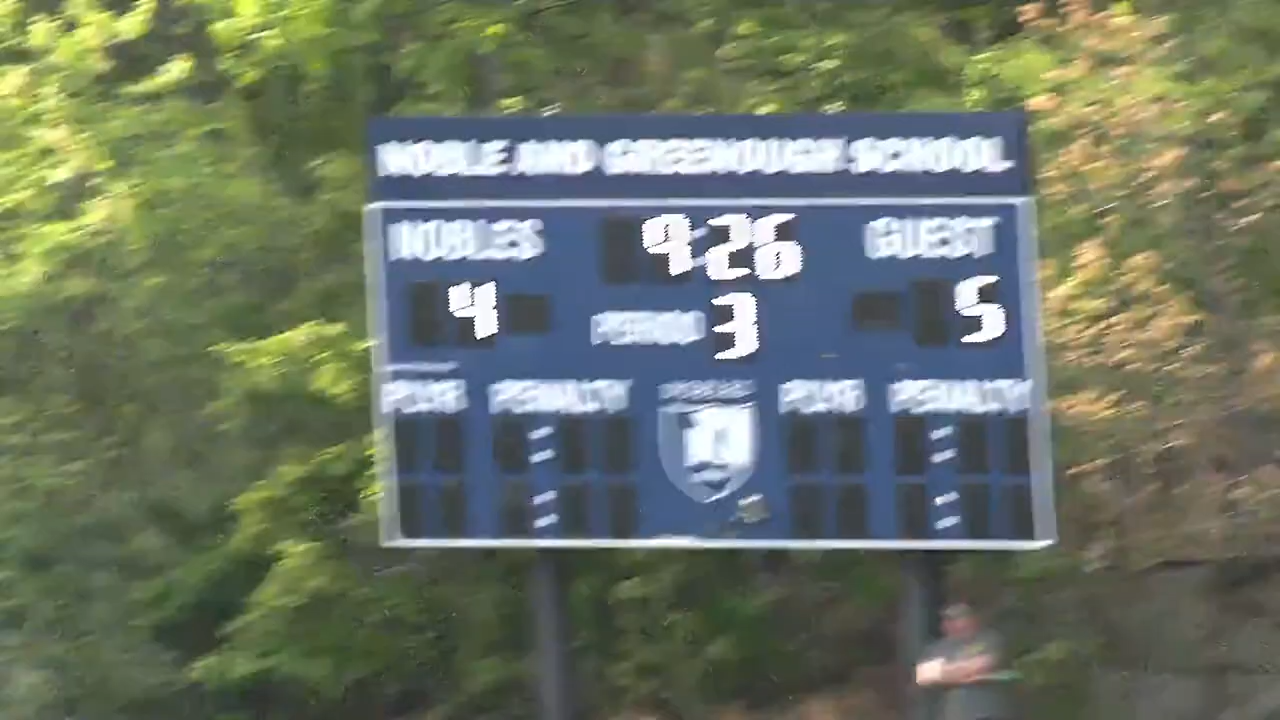 NOBLE AND GREENOUGH SCHOOL
NOBLES 9:26 GUEST
4 PERIOD 3 5
PLYR PENALTY PLYR PENALTY